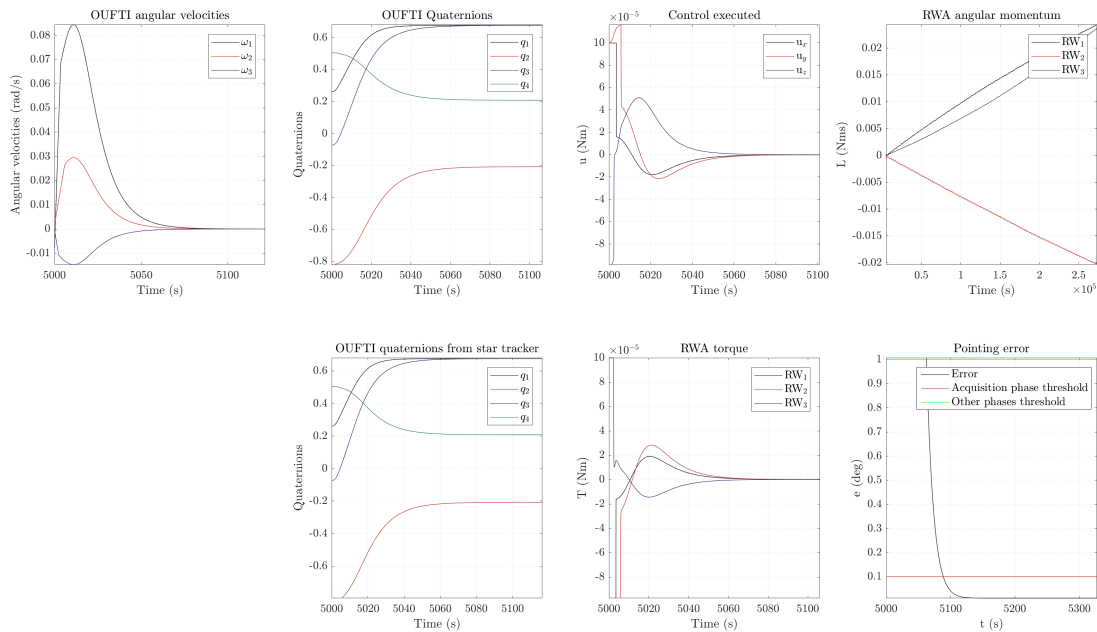 OUFTI angular velocities
Angular velocities (rad/s)
0.08
0.07
0.06
0.05
0.04
0.03
0.02
0.01
0
-0.01
ω1
ω2
ω3
5000
5050
5100
Time (s)
OUFTI Quaternions
Quaternions
0.6
0.4
0.2
0
-0.2
-0.4
-0.6
-0.8
q1
q2
q3
q4
5000
5020
5040
5060
5080
5100
Time (s)
Control executed
×10^-5
u (Nm)
10
8
6
4
2
0
-2
-4
-6
-8
ux
uy
uz
5000
5020
5040
5060
5080
5100
Time (s)
RWA angular momentum
L (Nms)
0.02
0.015
0.01
0.005
0
-0.005
-0.01
-0.015
-0.02
RW1
RW2
RW3
0.5
1
1.5
2
2.5
×10^5
Time (s)
OUFTI quaternions from star tracker
Quaternions
0.6
0.4
0.2
0
-0.2
-0.4
-0.6
q1
q2
q3
q4
5000
5020
5040
5060
5080
5100
Time (s)
RWA torque
×10^-5
T (Nm)
10
8
6
4
2
0
-2
-4
-6
-8
RW1
RW2
RW3
5000
5020
5040
5060
5080
5100
Time (s)
Pointing error
e (deg)
1
0.9
0.8
0.7
0.6
0.5
0.4
0.3
0.2
0.1
Error
Acquisition phase threshold
Other phases threshold
5000
5100
5200
5300
t (s)